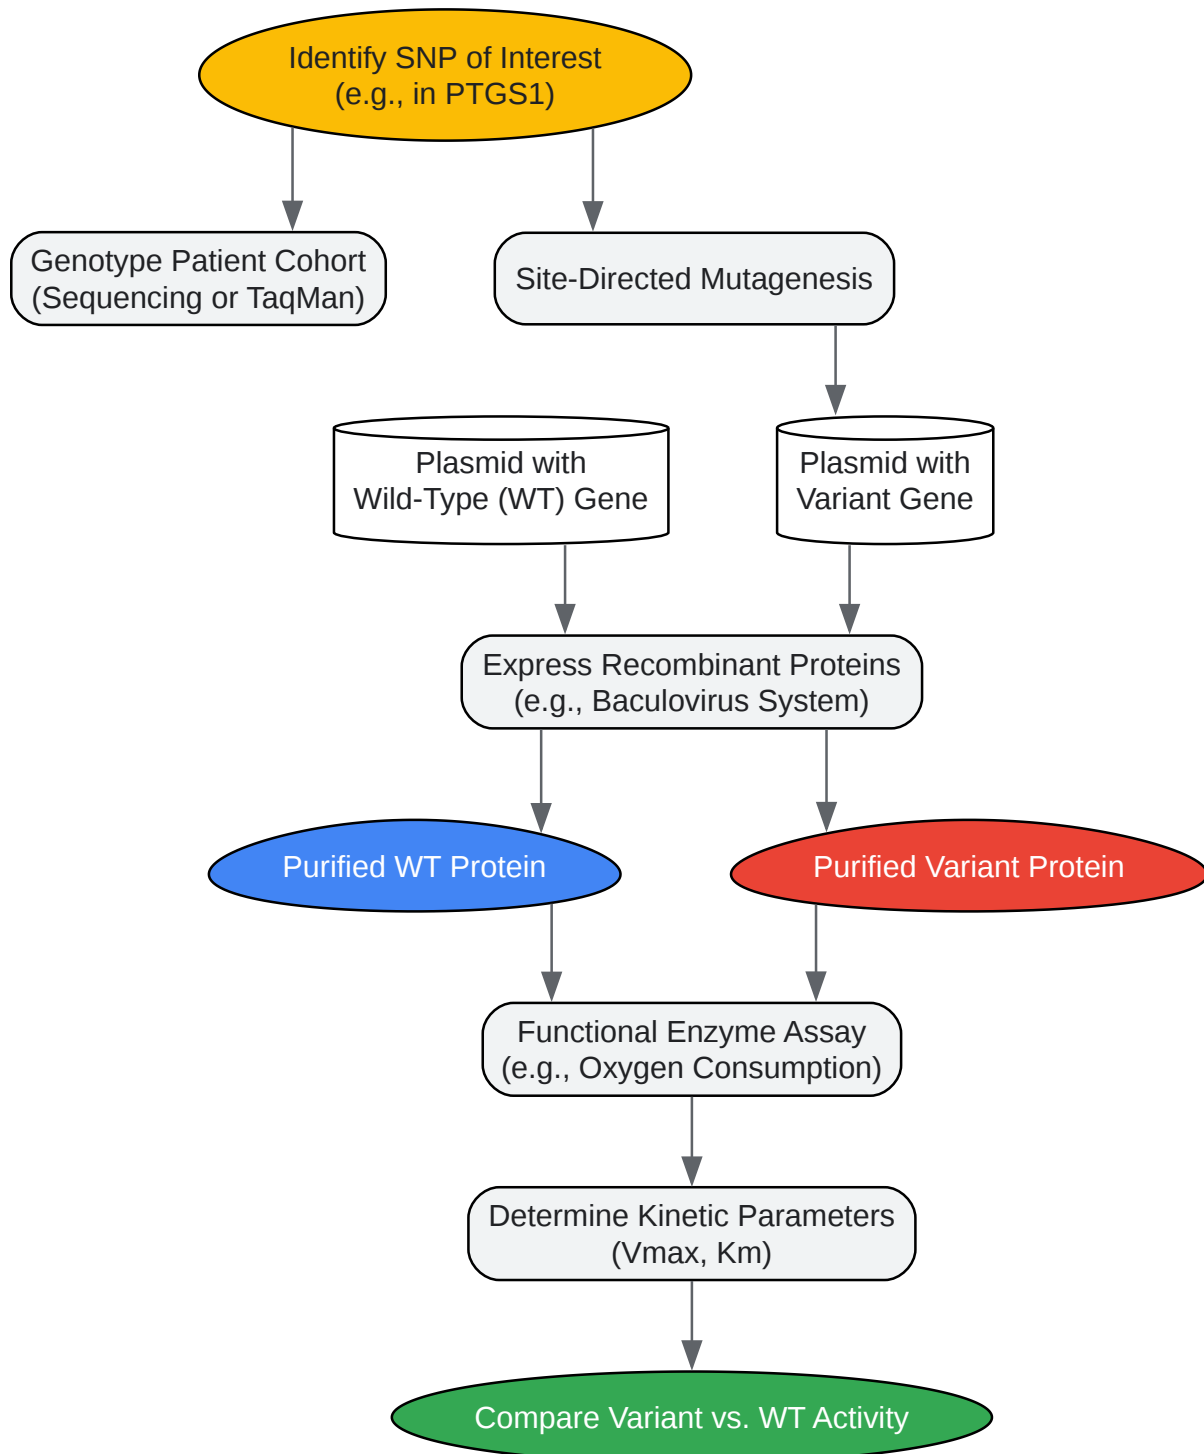 Identify SNP of Interest
(e.g., in PTGS1)
Genotype Patient Cohort
(Sequencing or TaqMan)
Site-Directed Mutagenesis
Plasmid with
Wild-Type (WT) Gene
Plasmid with
Variant Gene
Express Recombinant Proteins
(e.g., Baculovirus System)
Purified WT Protein
Purified Variant Protein
Functional Enzyme Assay
(e.g., Oxygen Consumption)
Determine Kinetic Parameters
(Vmax, Km)
Compare Variant vs. WT Activity